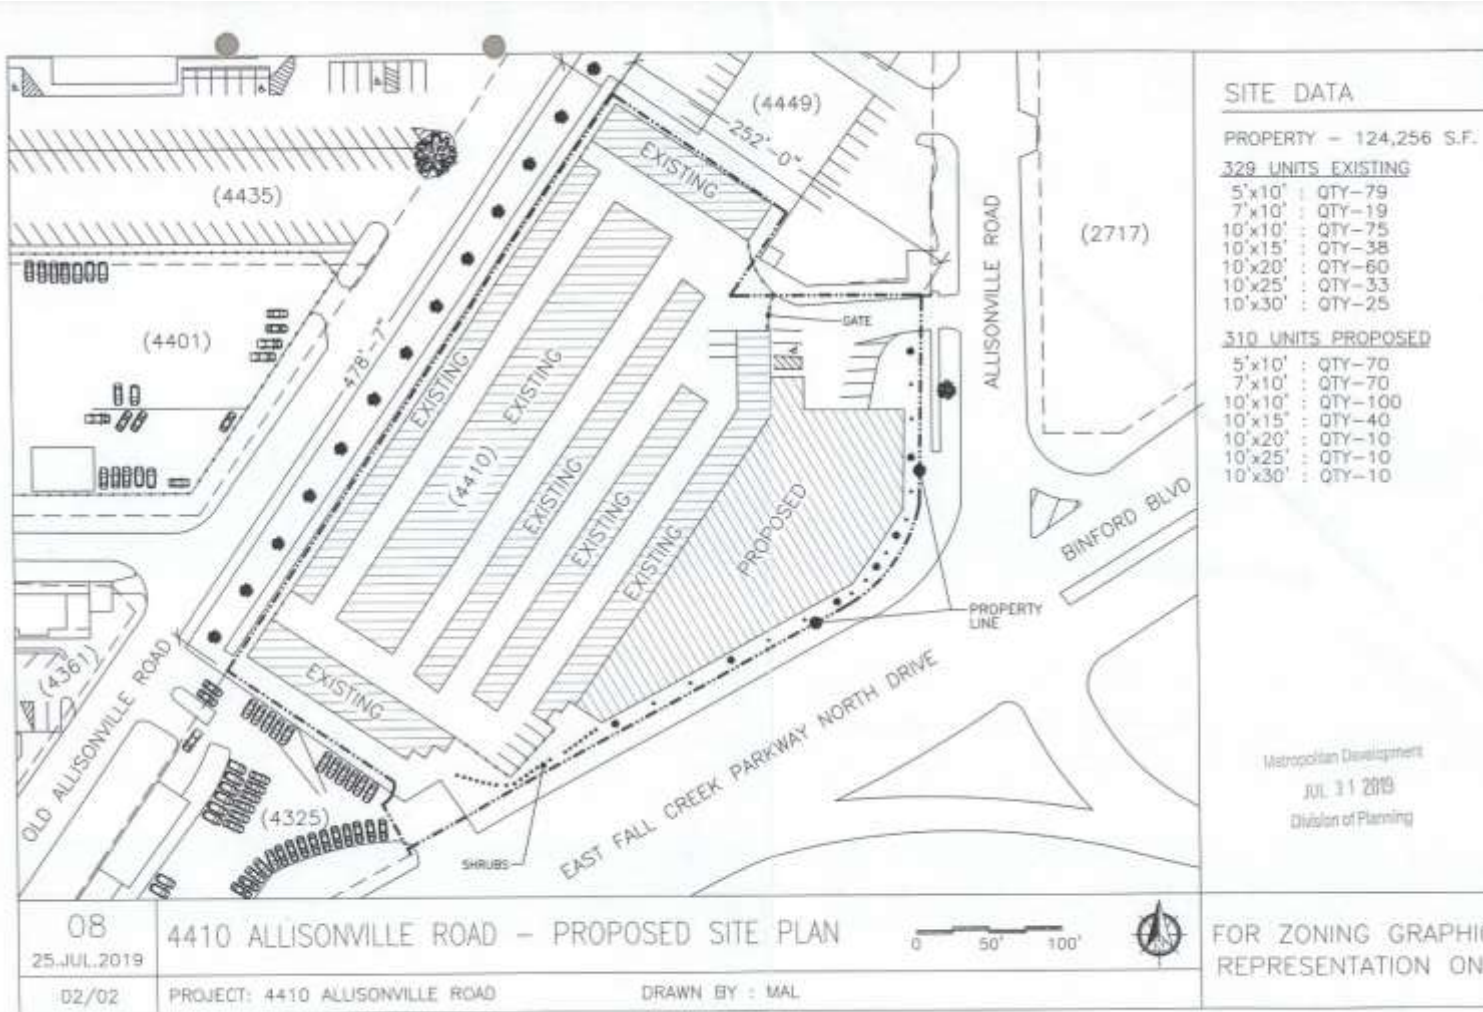 SITE DATA
PROPERTY - 124,256 S.F.
329 UNITS EXISTING
5'x10' : QTY-79
7'x10' : QTY-19
10'x10' : QTY-75
10'x15' : QTY-38
10'x20' : QTY-60
10'x25' : QTY-33
10'x30' : QTY-25
310 UNITS PROPOSED
5'x10' : QTY-70
7'x10' : QTY-70
10'x10' : QTY-100
10'x15' : QTY-40
10'x20' : QTY-10
10'x25' : QTY-10
10'x30' : QTY-10
(4449)
252'-0"
EXISTING
(4435)
(2717)
ALLISONVILLE ROAD
GATE
(4401)
478'-7"
EXISTING
EXISTING
(4410)
EXISTING
EXISTING
EXISTING
PROPOSED
BINFORD BLVD
PROPERTY
LINE
EXISTING
(4361)
OLD ALLISONVILLE ROAD
(4325)
SHRUBS
EAST FALL CREEK PARKWAY NORTH DRIVE
Metropolitan Development
JUL 31 2019
Division of Planning
08
25.JUL.2019
4410 ALLISONVILLE ROAD - PROPOSED SITE PLAN
0 50' 100'
FOR ZONING GRAPHIC
REPRESENTATION ON
02/02
PROJECT: 4410 ALLISONVILLE ROAD
DRAWN BY : MAL